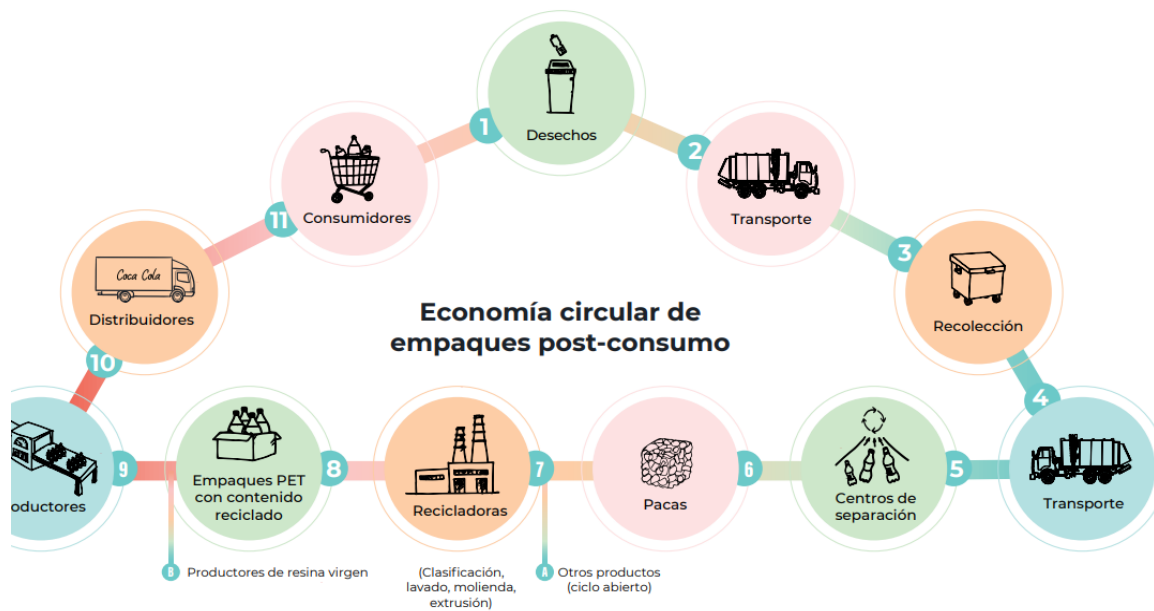 Economía circular de
empaques post-consumo
1
Desechos
2
Transporte
3
Recolección
4
Transporte
5
Centros de
separación
6
Pacas
7
Recicladoras
(Clasificación,
lavado, molienda,
extrusión)
A
Otros productos
(ciclo abierto)
8
Empaques PET
con contenido
reciclado
9
B
Productores de resina virgen
oductores
10
Coca Cola
Distribuidores
11
Consumidores